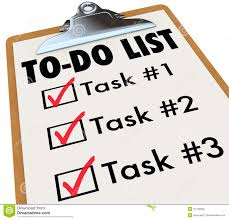 TO-DO LIST
Task #1
Task #2
Task #3